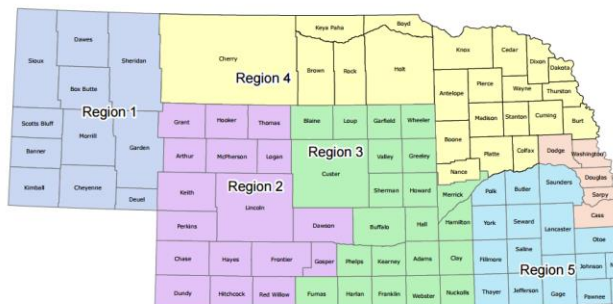 Keya Paha Boyd
Dawes
Sioux Sheridan Cherry Knox Cedar
Dixon
Dakota
Region 4 Brown Rock Holt
Box Butte Antelope Pierce Wayne Thurston
Region 1
Scotts Bluff Morrill Garden Grant Hooker Thomas Blaine Loup Garfield Wheeler Madison Stanton Cuming Burt
Boone
Banner Arthur McPherson Logan Region 3 Valley Greeley Platte Colfax Dodge Washington
Nance
Custer
Kimball Cheyenne Deuel Keith Region 2 Sherman Howard Merrick Polk Butler Saunders Douglas
Sarpy
Lincoln
Cass
Perkins Dawson Buffalo Hall Hamilton York Seward Lancaster
Otoe
Chase Hayes Frontier Gosper Phelps Kearney Adams Clay Fillmore Saline
Johnson
Region 5
Dundy Hitchcock Red Willow Furnas Harlan Franklin Webster Nuckolls Thayer Jefferson Gage Pawnee